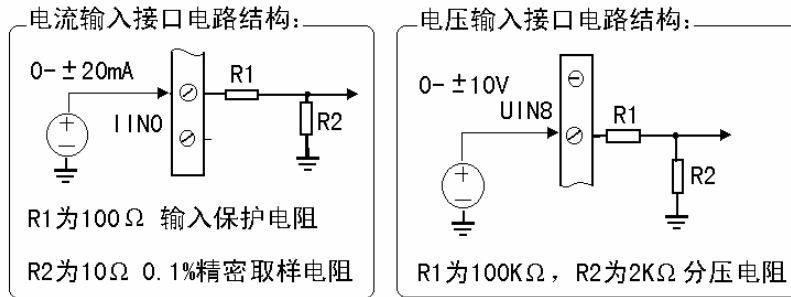 电流输入接口电路结构:
0-±20mA
R1
IIN0
R2
R1为100Ω 输入保护电阻
R2为10Ω 0.1%精密取样电阻
电压输入接口电路结构:
0-±10V
UIN8
R1
R2
R1为100KΩ，R2为2KΩ分压电阻